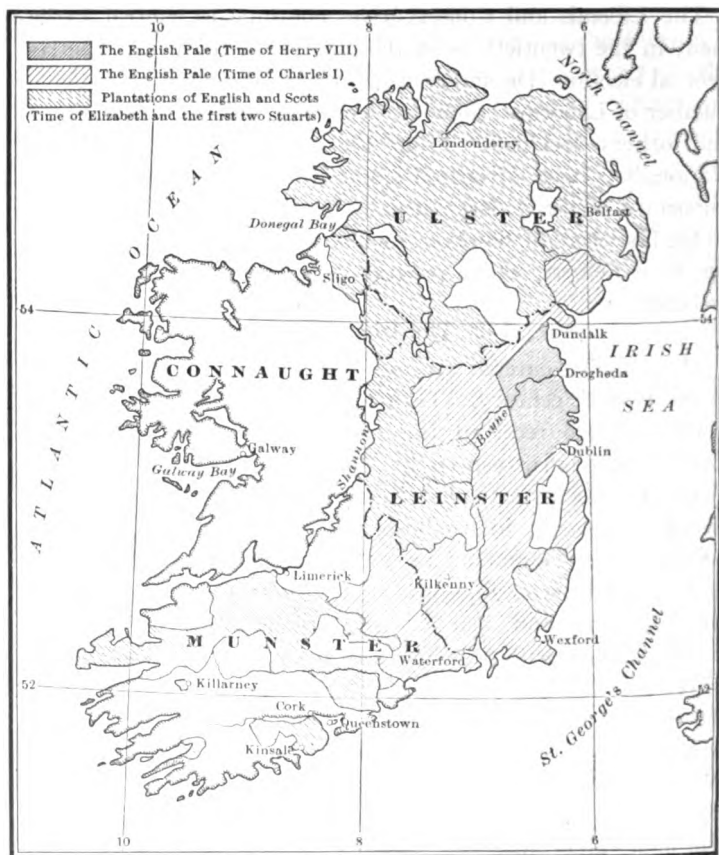 The English Pale (Time of Henry VIII)
The English Pale (Time of Charles I)
Plantations of English and Scots
(Time of Elizabeth and the first two Stuarts)
10
8
North Channel
Londonderry
ATLANTIC OCEAN
Donegal Bay
ULSTER
Belfast
Sligo
54
54
Dundalk
IRISH
SEA
CONNAUGHT
Drogheda
Boyne
Galway
Galway Bay
Shannon
Dublin
LEINSTER
Limerick
Kilkenny
MUNSTER
Wexford
Waterford
St. George's Channel
52
52
Killarney
Cork
Queenstown
Kinsale
10
8
6